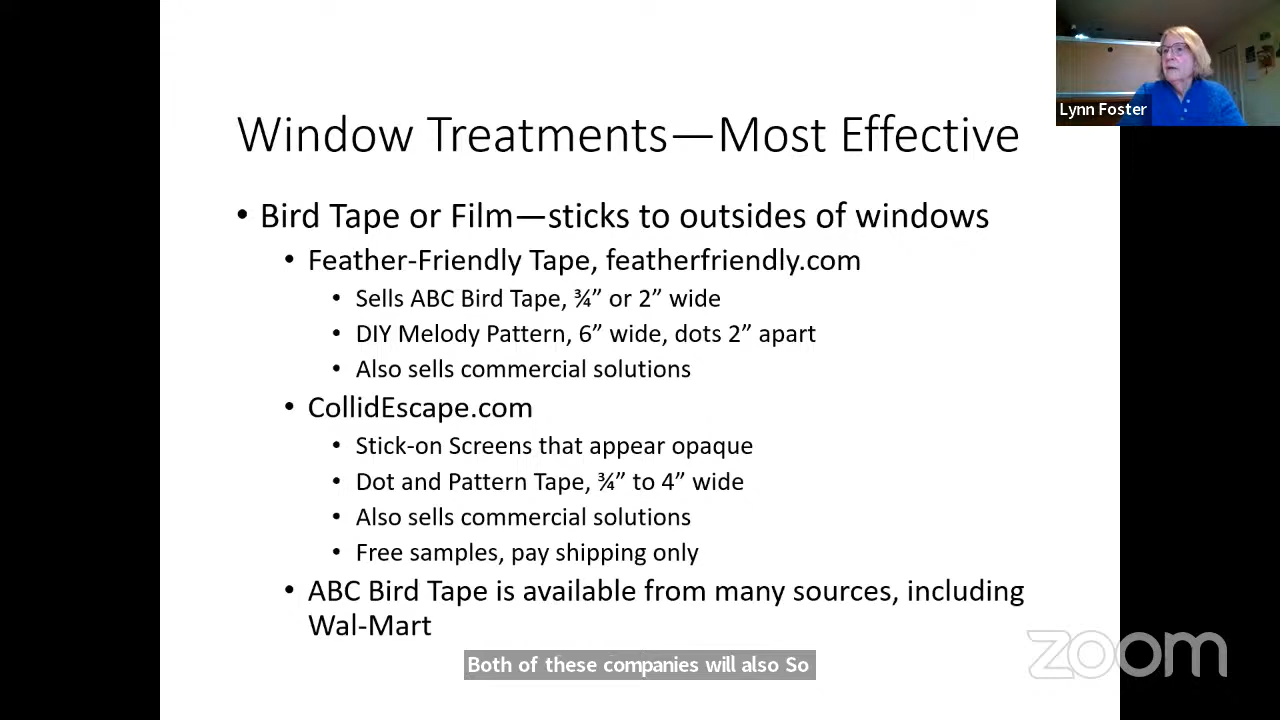 Lynn Foster
Window Treatments—Most Effective
• Bird Tape or Film—sticks to outsides of windows
• Feather-Friendly Tape, featherfriendly.com
• Sells ABC Bird Tape, ¾” or 2” wide
• DIY Melody Pattern, 6” wide, dots 2” apart
• Also sells commercial solutions
• CollidEscape.com
• Stick-on Screens that appear opaque
• Dot and Pattern Tape, ¾” to 4” wide
• Also sells commercial solutions
• Free samples, pay shipping only
• ABC Bird Tape is available from many sources, including
Wal-Mart
Both of these companies will also So
zoom